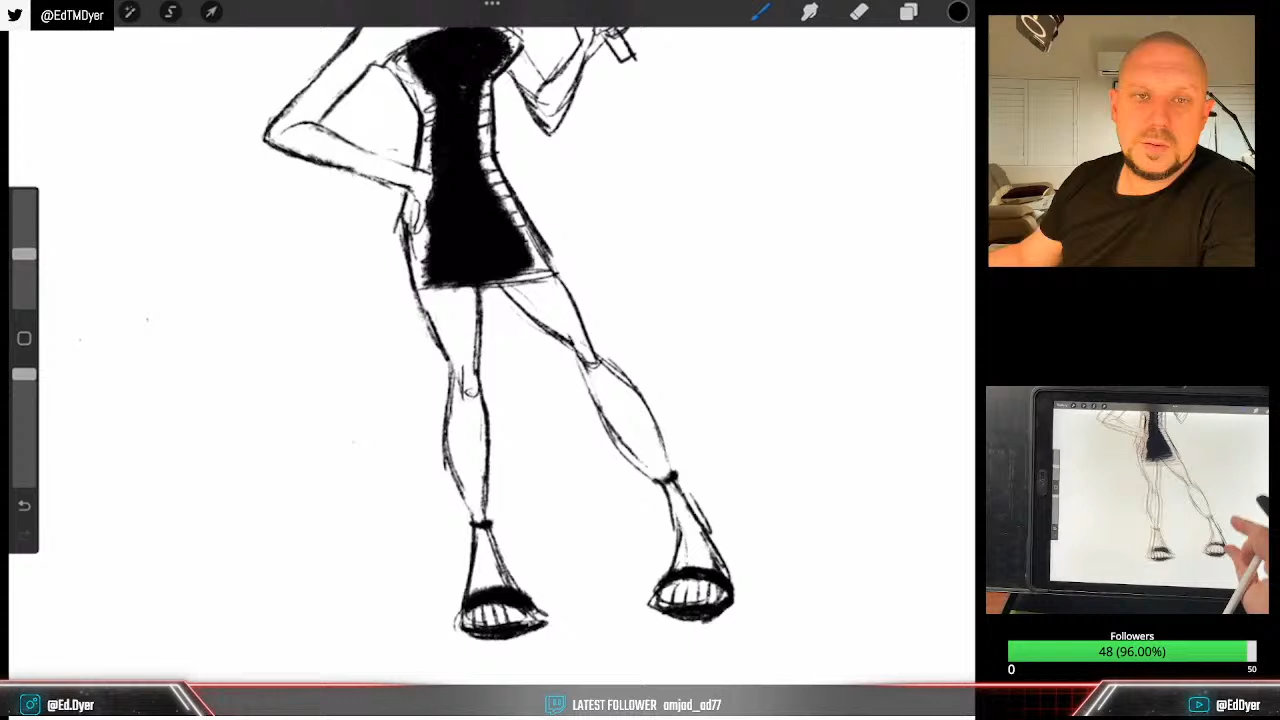 @EdTMDyer
Followers
48 (96.00%)
0
50
@Ed.Dyer
LATEST FOLLOWER amjad_ad77
@EdDyer